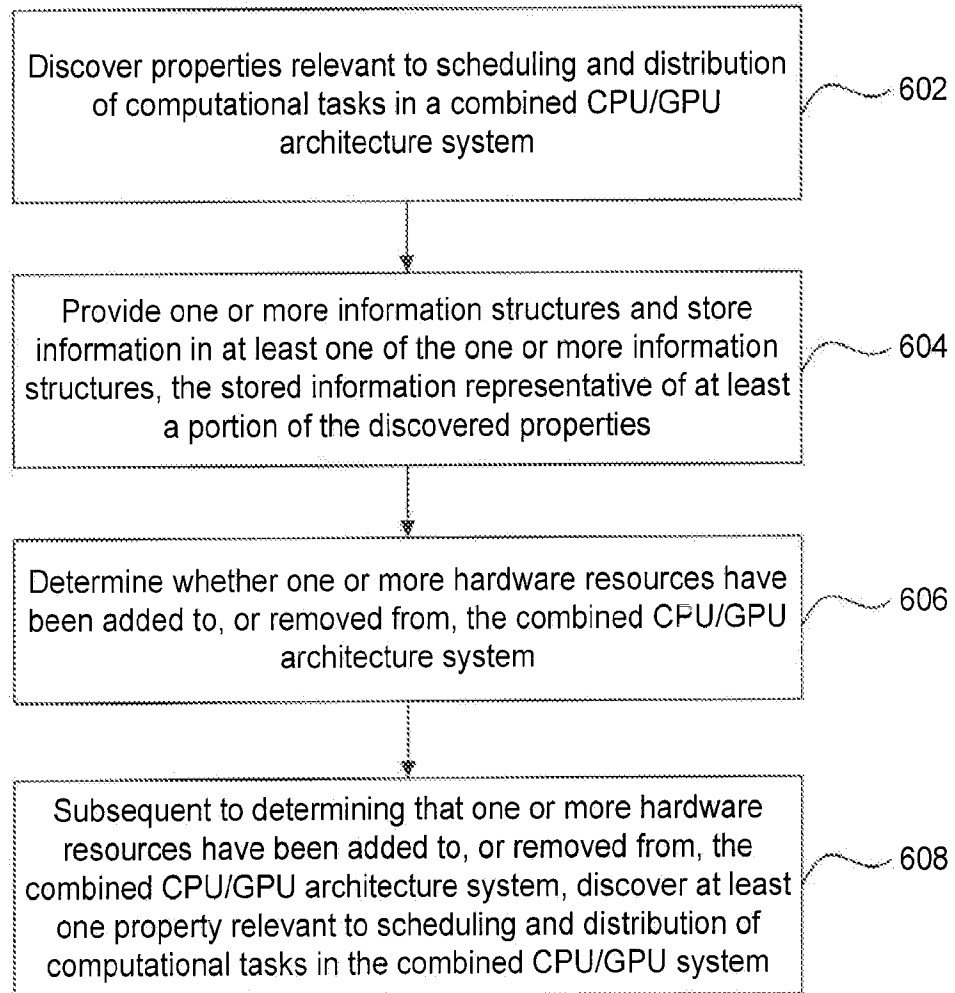 Discover properties relevant to scheduling and distribution
of computational tasks in a combined CPU/GPU
architecture system
602
Provide one or more information structures and store
information in at least one of the one or more information
structures, the stored information representative of at least
a portion of the discovered properties
604
Determine whether one or more hardware resources have
been added to, or removed from, the combined CPU/GPU
architecture system
606
Subsequent to determining that one or more hardware
resources have been added to, or removed from, the
combined CPU/GPU architecture system, discover at least
one property relevant to scheduling and distribution of
computational tasks in the combined CPU/GPU system
608